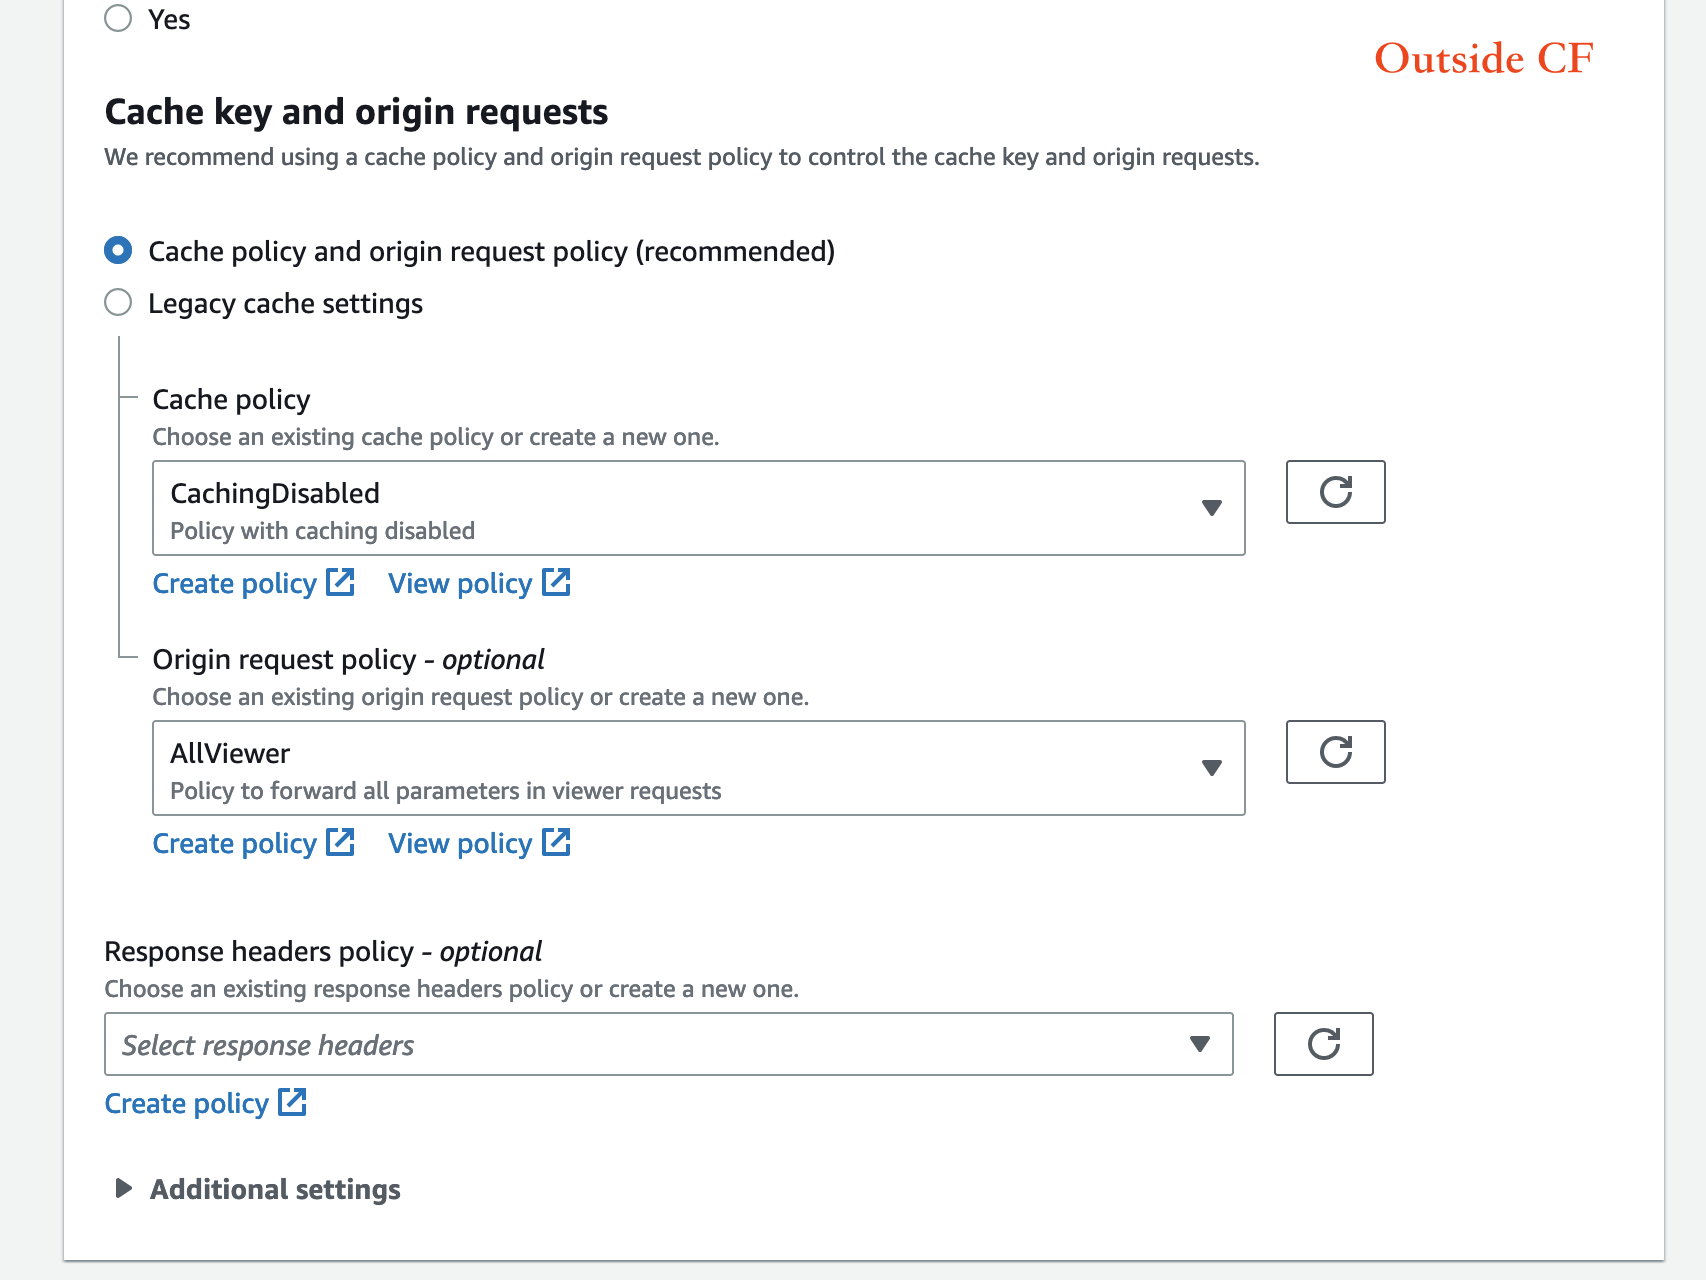 Yes
Outside CF
Cache key and origin requests
We recommend using a cache policy and origin request policy to control the cache key and origin requests.
Cache policy and origin request policy (recommended)
Legacy cache settings
Cache policy
Choose an existing cache policy or create a new one.
CachingDisabled
Policy with caching disabled
Create policy View policy
Origin request policy - optional
Choose an existing origin request policy or create a new one.
AllViewer
Policy to forward all parameters in viewer requests
Create policy View policy
Response headers policy - optional
Choose an existing response headers policy or create a new one.
Select response headers
Create policy
Additional settings